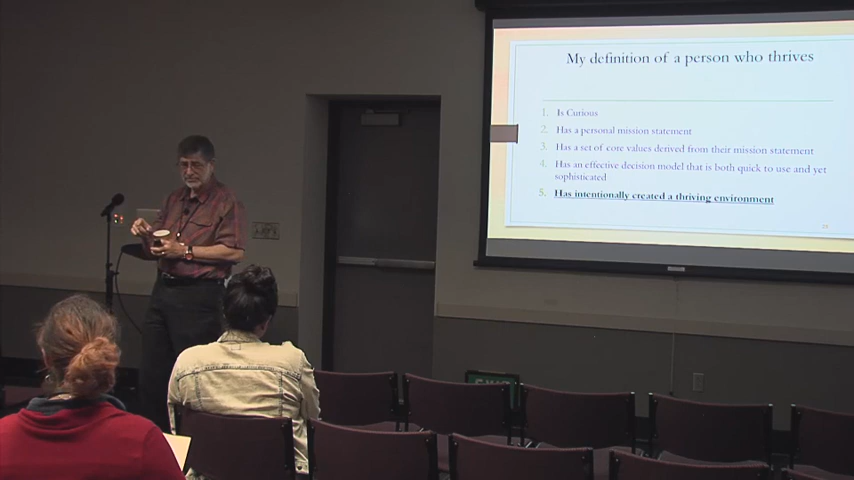 My definition of a person who thrives
1. Is Curious
2. Has a personal mission statement
3. Has a set of core values derived from their mission statement
4. Has an effective decision model that is both quick to use and yet
sophisticated
5. Has intentionally created a thriving environment